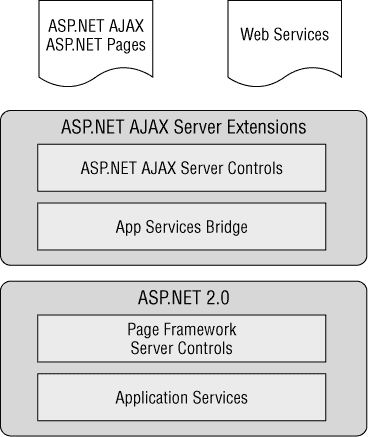 ASP.NET AJAX
ASP.NET Pages
Web Services
ASP.NET AJAX Server Extensions
ASP.NET AJAX Server Controls
App Services Bridge
ASP.NET 2.0
Page Framework
Server Controls
Application Services